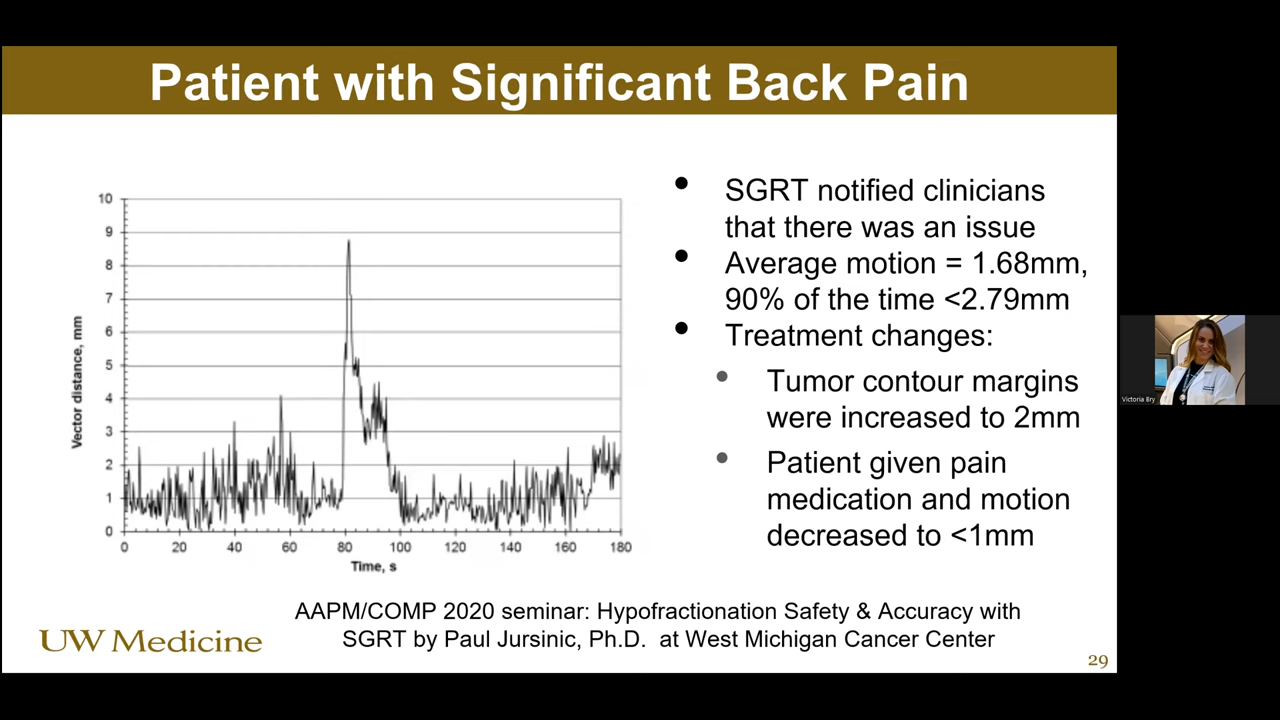 Patient with Significant Back Pain
10
9
8
7
6
5
4
3
2
1
0
Vector distance, mm
0 20 40 60 80 100 120 140 160 180
Time, s
• SGRT notified clinicians
that there was an issue
• Average motion = 1.68mm,
90% of the time <2.79mm
• Treatment changes:
• Tumor contour margins
were increased to 2mm
• Patient given pain
medication and motion
decreased to <1mm
AAPM/COMP 2020 seminar: Hypofractionation Safety & Accuracy with
SGRT by Paul Jursinic, Ph.D. at West Michigan Cancer Center
UW Medicine
29
Victoria Bry